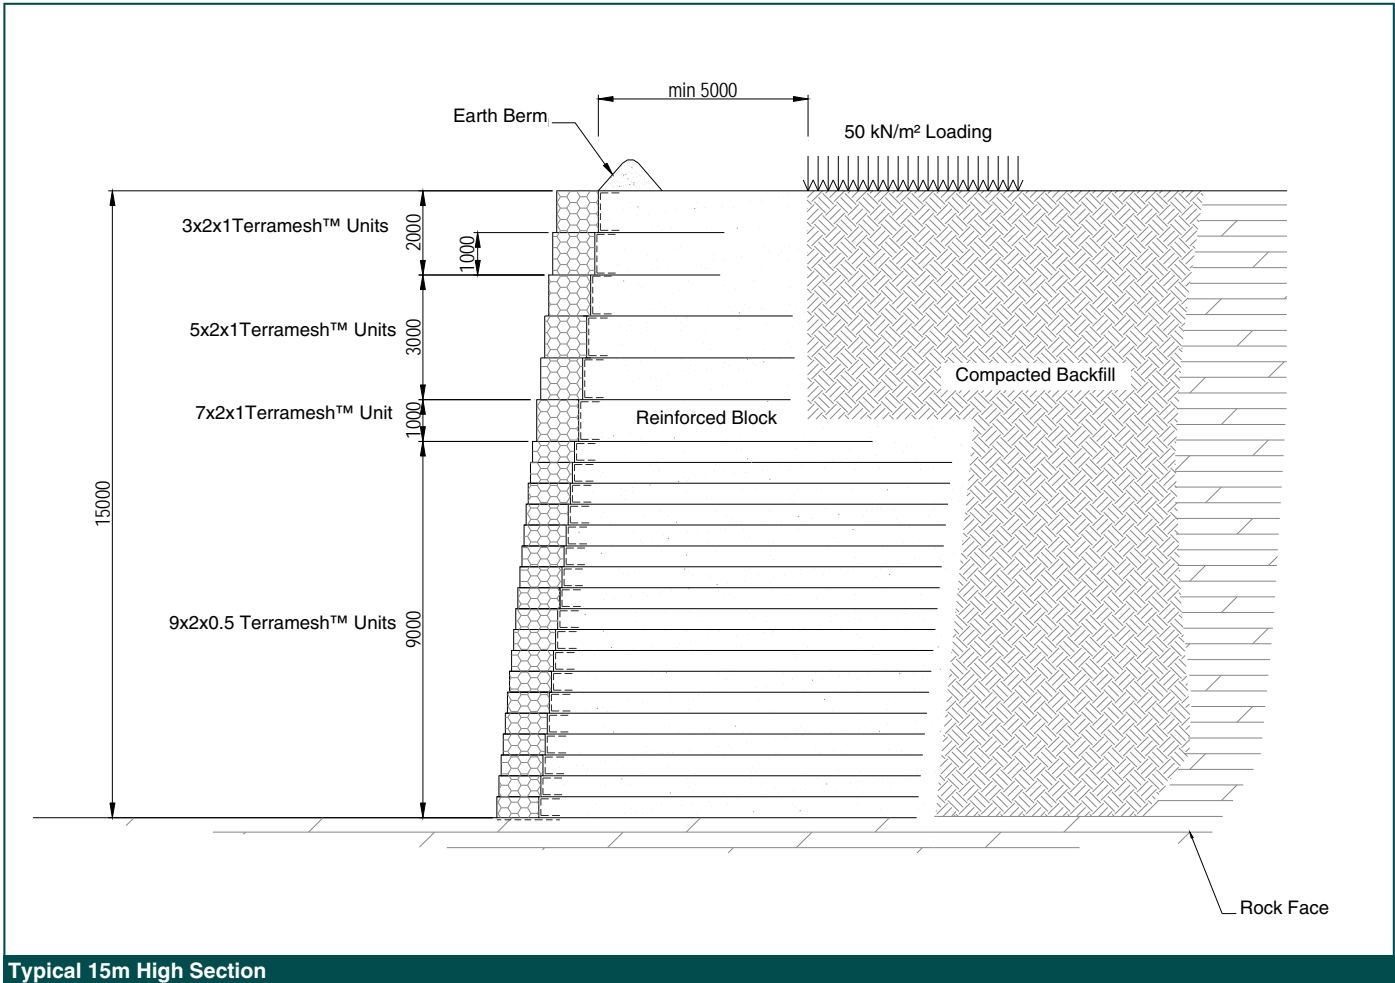 min 5000
Earth Berm
50 kN/m² Loading
3x2x1Terramesh™ Units
2000
1000
5x2x1Terramesh™ Units
3000
Compacted Backfill
7x2x1Terramesh™ Unit
1000
Reinforced Block
15000
9x2x0.5 Terramesh™ Units
9000
Rock Face
Typical 15m High Section